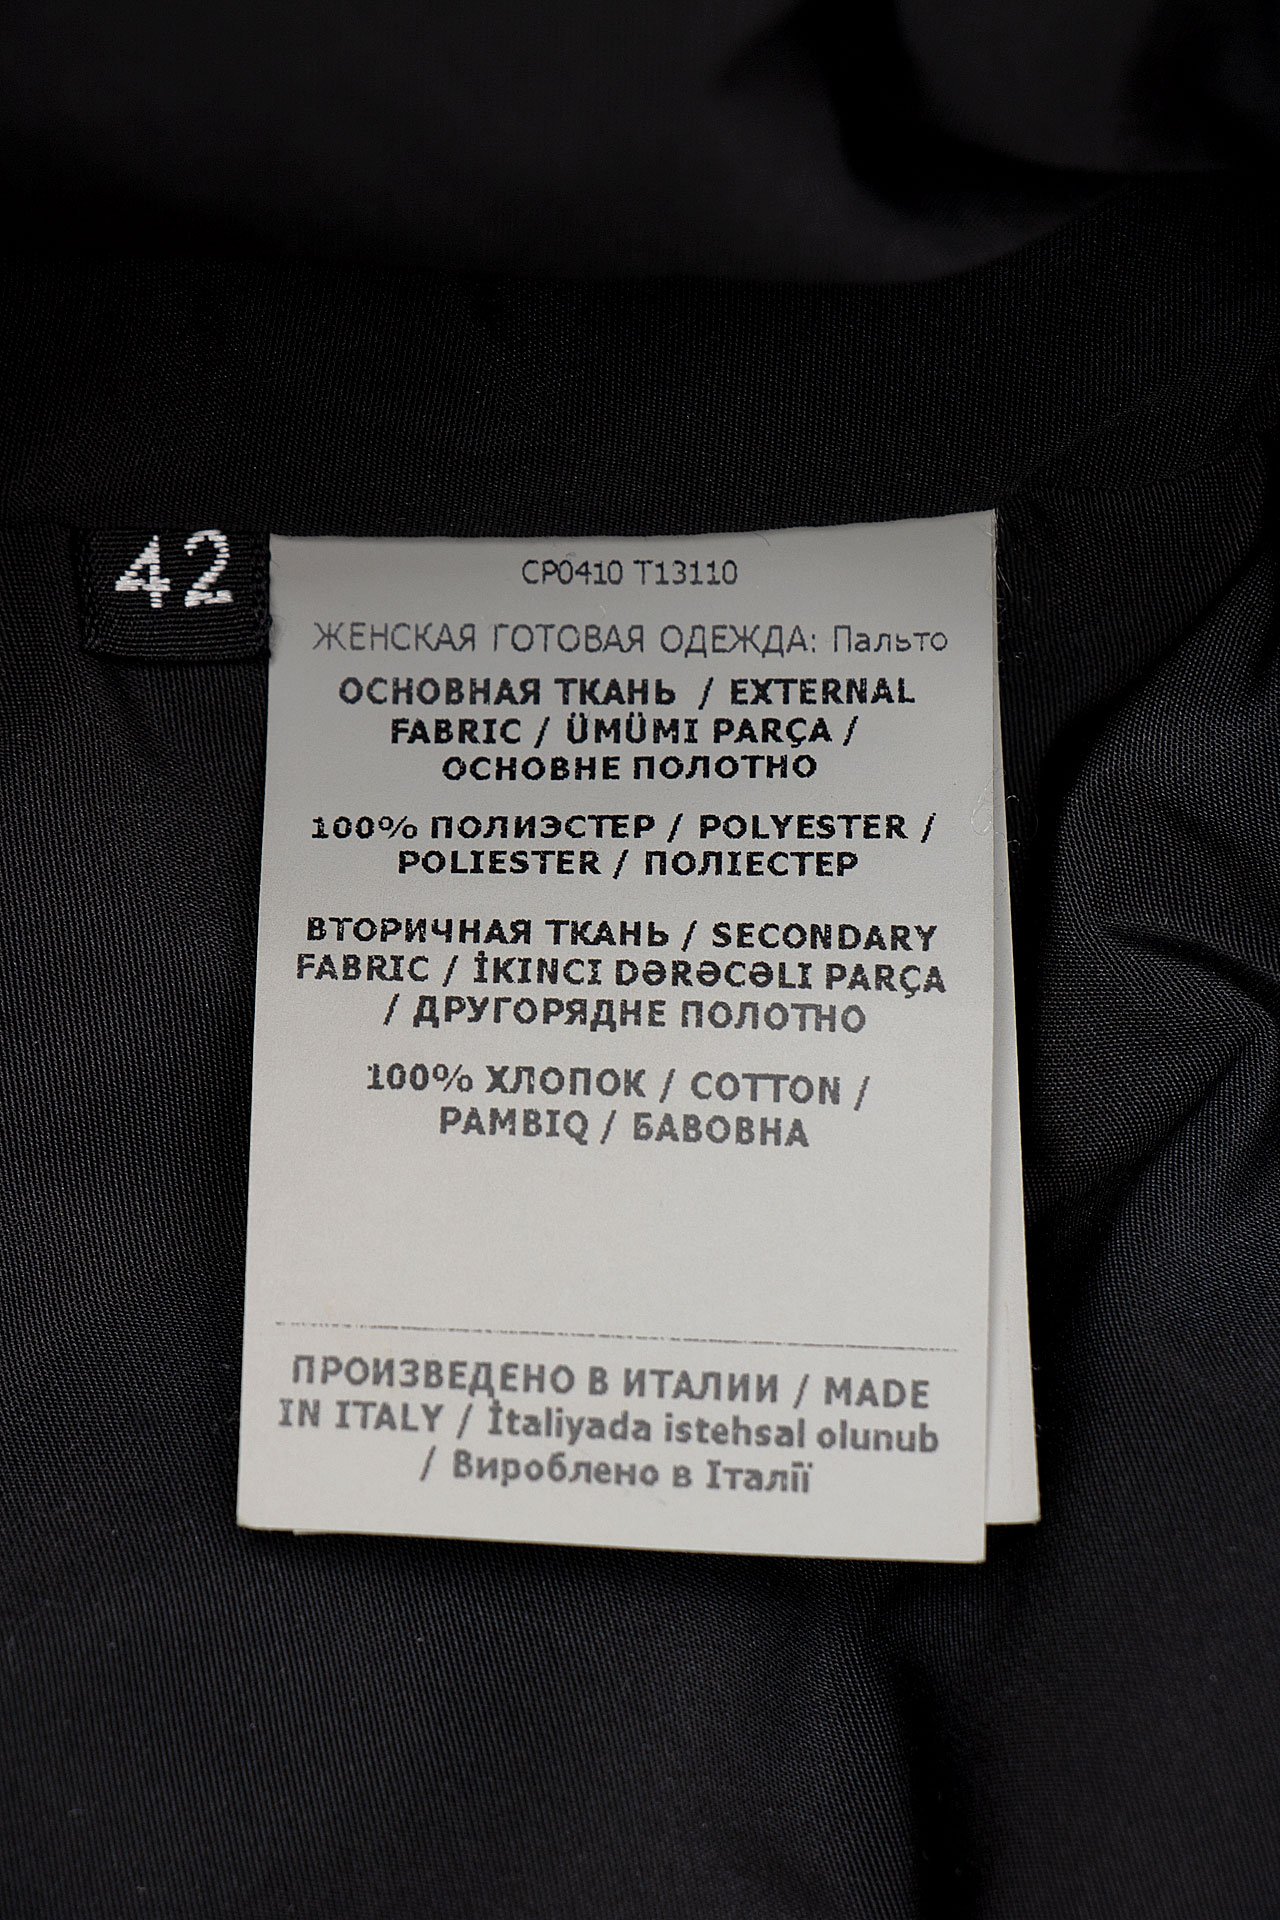 42
CP0410 T13110
ЖЕНСКАЯ ГОТОВАЯ ОДЕЖДА: Пальто
ОСНОВНАЯ ТКАНЬ / EXTERNAL
FABRIC / ÜMÜMI PARÇA /
ОСНОВНЕ ПОЛОТНО
100% ПОЛИЭСТЕР / POLYESTER /
POLIESTER / ПОЛІЕСТЕР
ВТОРИЧНАЯ ТКАНЬ / SECONDARY
FABRIC / İKINCI DƏRƏCƏLI PARÇA
/ ДРУГОРЯДНЕ ПОЛОТНО
100% ХЛОПОК / COTTON /
PAMBIQ / БАВОВНА
ПРОИЗВЕДЕНО В ИТАЛИИ / MADE
IN ITALY / İtaliyada istehsal olunub
/ Вироблено в Італії